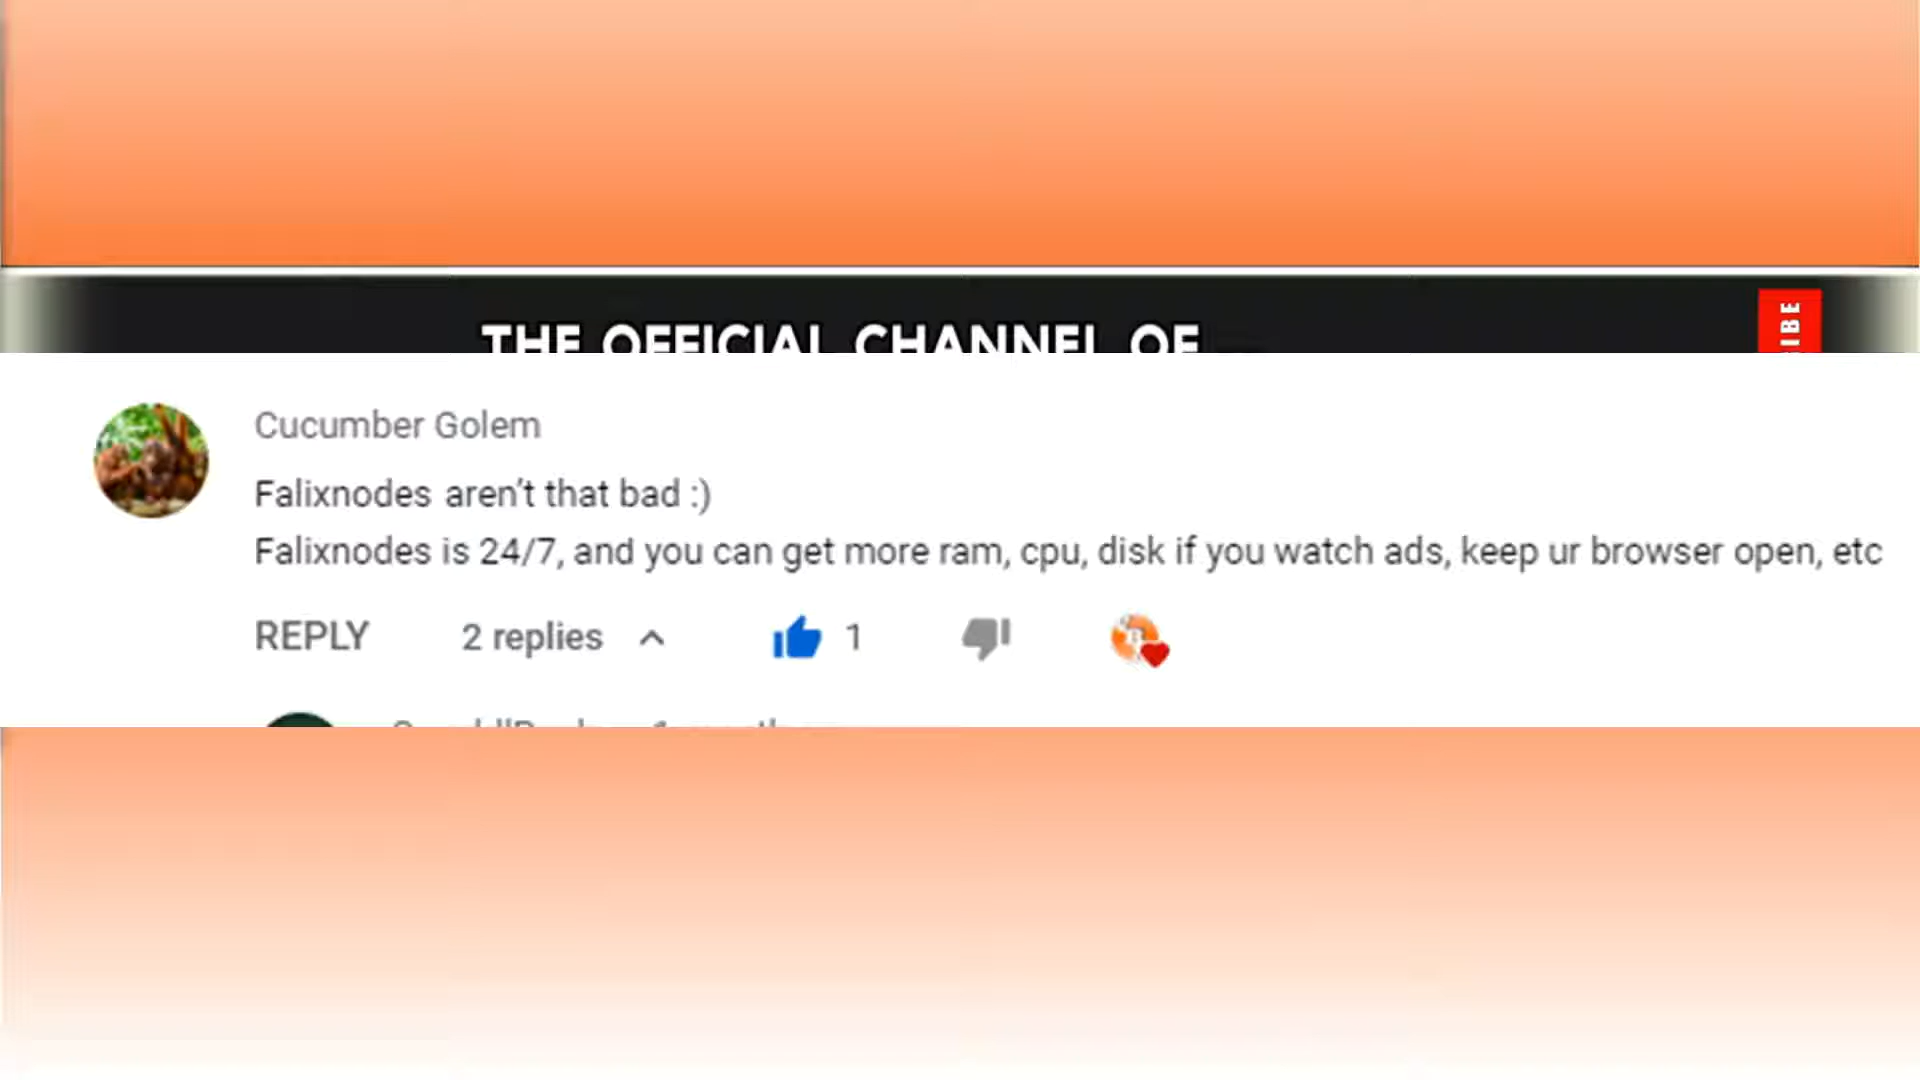 THE OFFICIAL CHANNEL OF
IBE
Cucumber Golem
Falixnodes aren't that bad :)
Falixnodes is 24/7, and you can get more ram, cpu, disk if you watch ads, keep ur browser open, etc
REPLY 2 replies 1